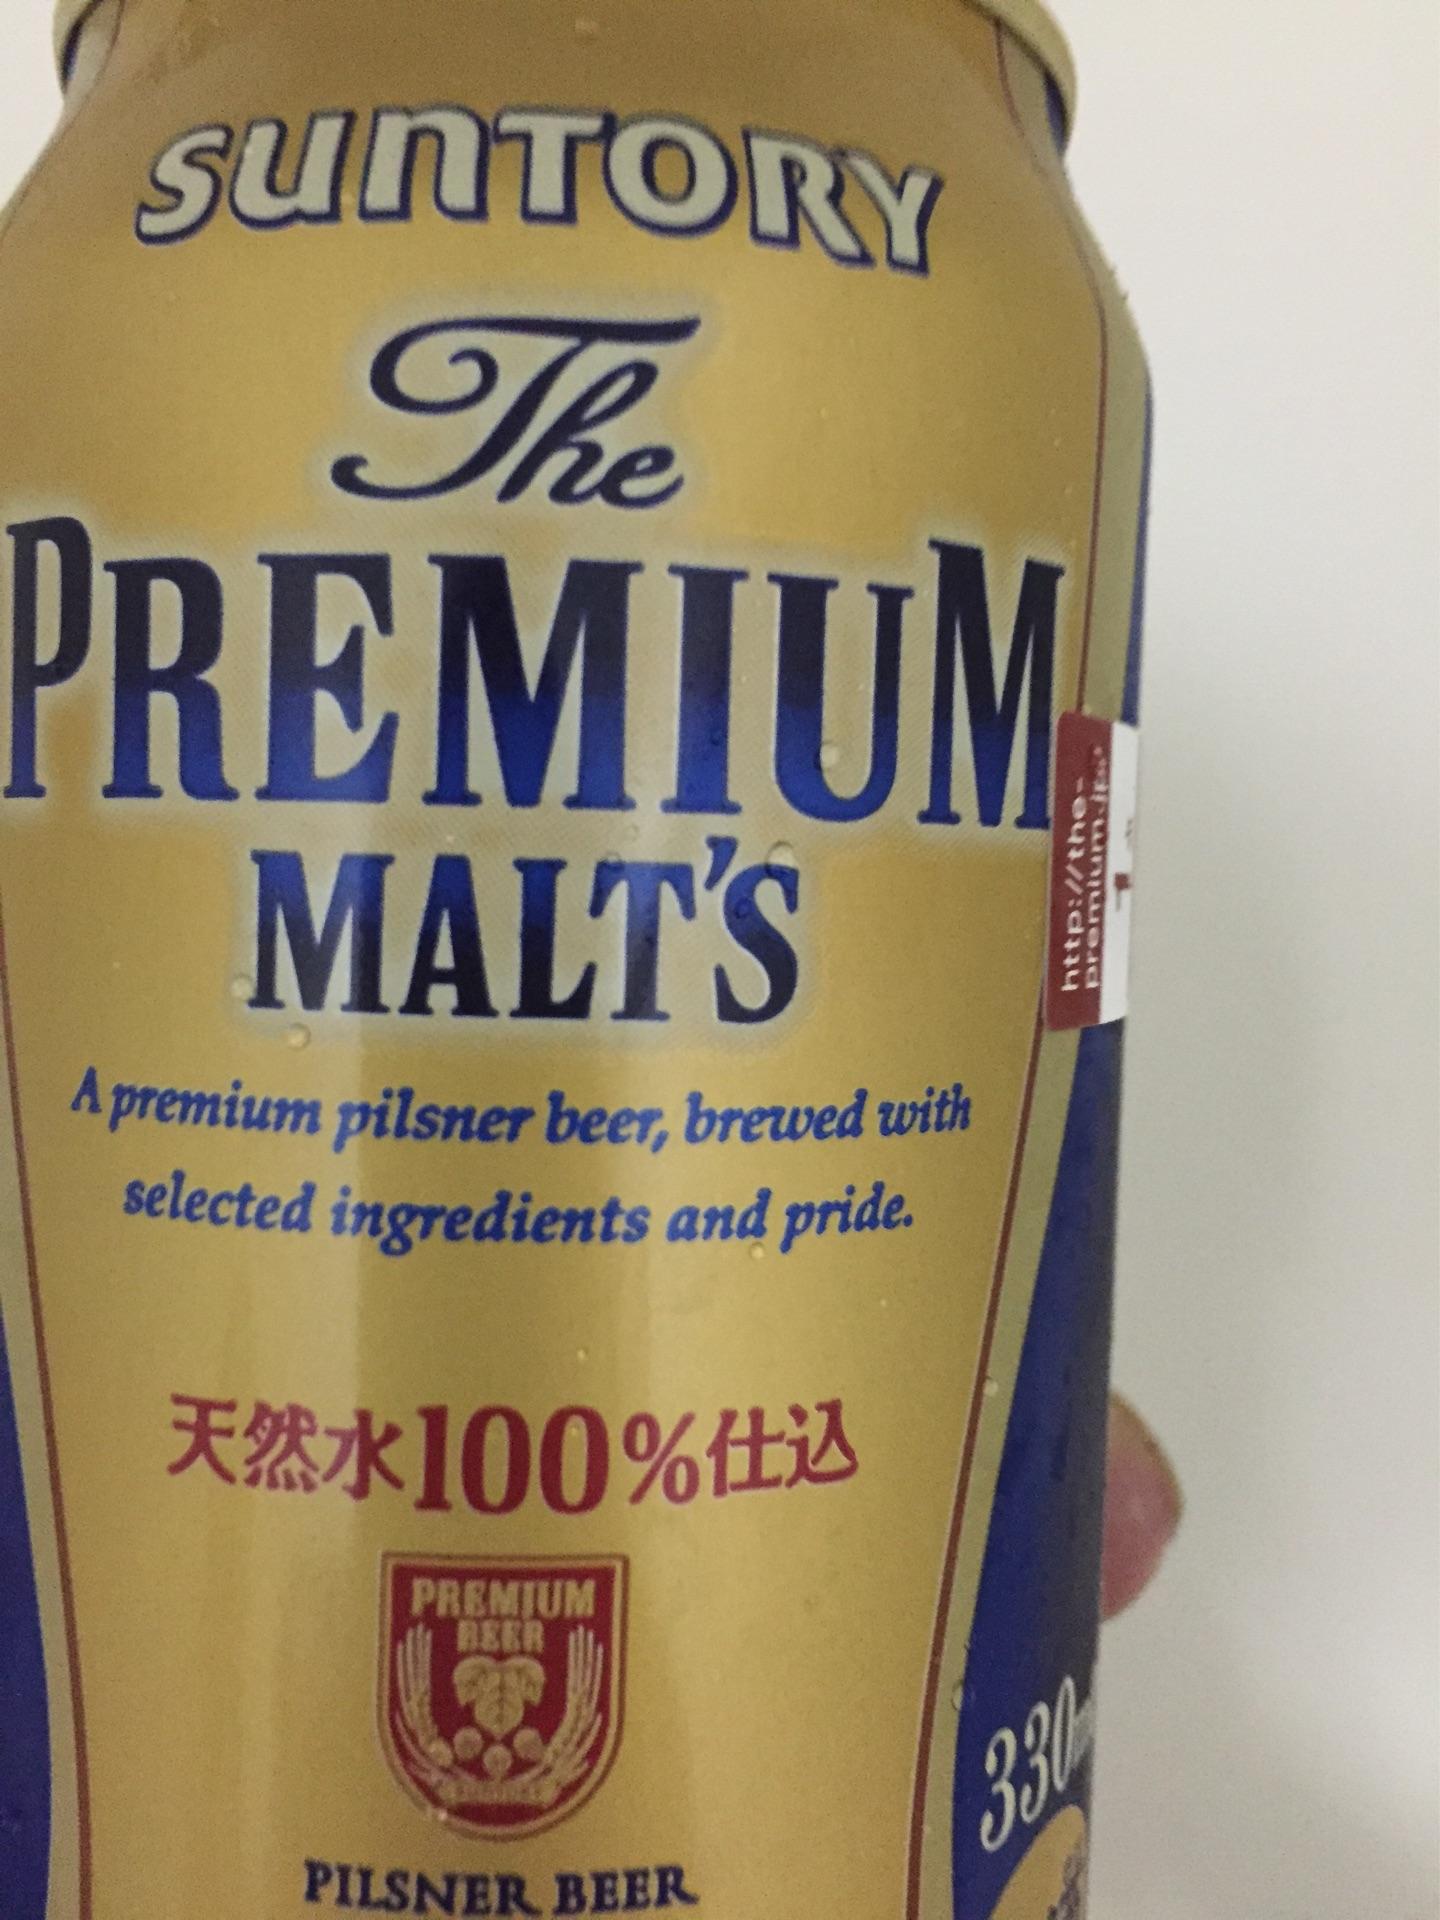 SUNTORY
The
PREMIUM
MALT'S
A premium pilsner beer, brewed with
selected ingredients and pride.
天然水100%仕込
PREMIUM
BEER
PILSNER BEER
http://the-
premium.jp
330